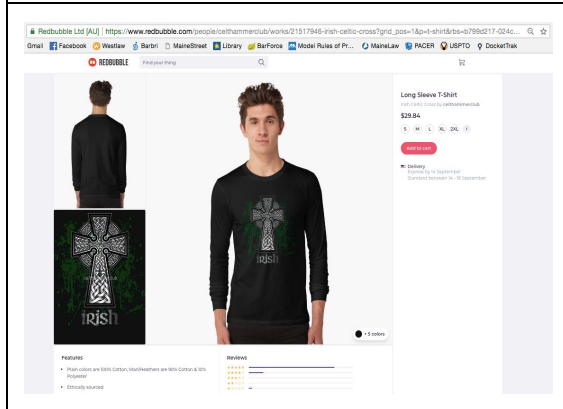 Redbubble Ltd [AU] | https://www.redbubble.com/people/celthammerclub/works/21517946-irish-celtic-cross?grid_pos=1&p=t-shirt&rbs=b799d217-024c...
Gmail Facebook Westlaw Barbri MaineStreet Library BarForce Model Rules of Pr... MaineLaw PACER USPTO DocketTrak
REDBUBBLE Find your thing
Long Sleeve T-Shirt
Irish Celtic Cross by celthammerclub
$29.84
S M L XL 2XL
Add to cart
Delivery
Express by 14 September
Standard between 14 - 18 September
IRISH
IRISH
+ 5 colors
Features
Plain colors are 100% Cotton, Marl/Heathers are 90% Cotton & 10% Polyester
Ethically sourced
Reviews